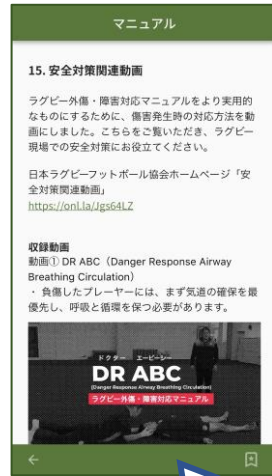 マニュアル
15. 安全対策関連動画
ラグビー外傷・障害対応マニュアルをより実用的
なものにするために、傷害発生時の対応方法を動
画にしました。こちらをご覧いただき、ラグビー
現場での安全対策にお役立てください。
日本ラグビーフットボール協会ホームページ「安
全対策関連動画」
https://onl.la/Jgs64LZ
収録動画
動画① DR ABC（Danger Response Airway
Breathing Circulation）
・ 負傷したプレーヤーには、まず気道の確保を最
優先し、呼吸と循環を保つ必要があります。
ドクター エービーシー
DR ABC
(Danger Response Airway Breathing Circulation)
ラグビー外傷・障害対応マニュアル